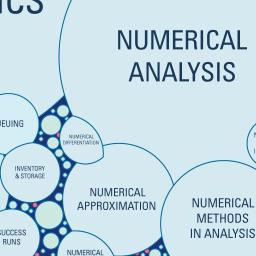 ICS
NUMERICAL
ANALYSIS
EUING
NUMERICAL
DIFFERENTIATION
INVENTORY
& STORAGE
NUMERICAL
APPROXIMATION
NUMERICAL
METHODS
IN ANALYSIS
SUCCESS
RUNS
NUMERICAL